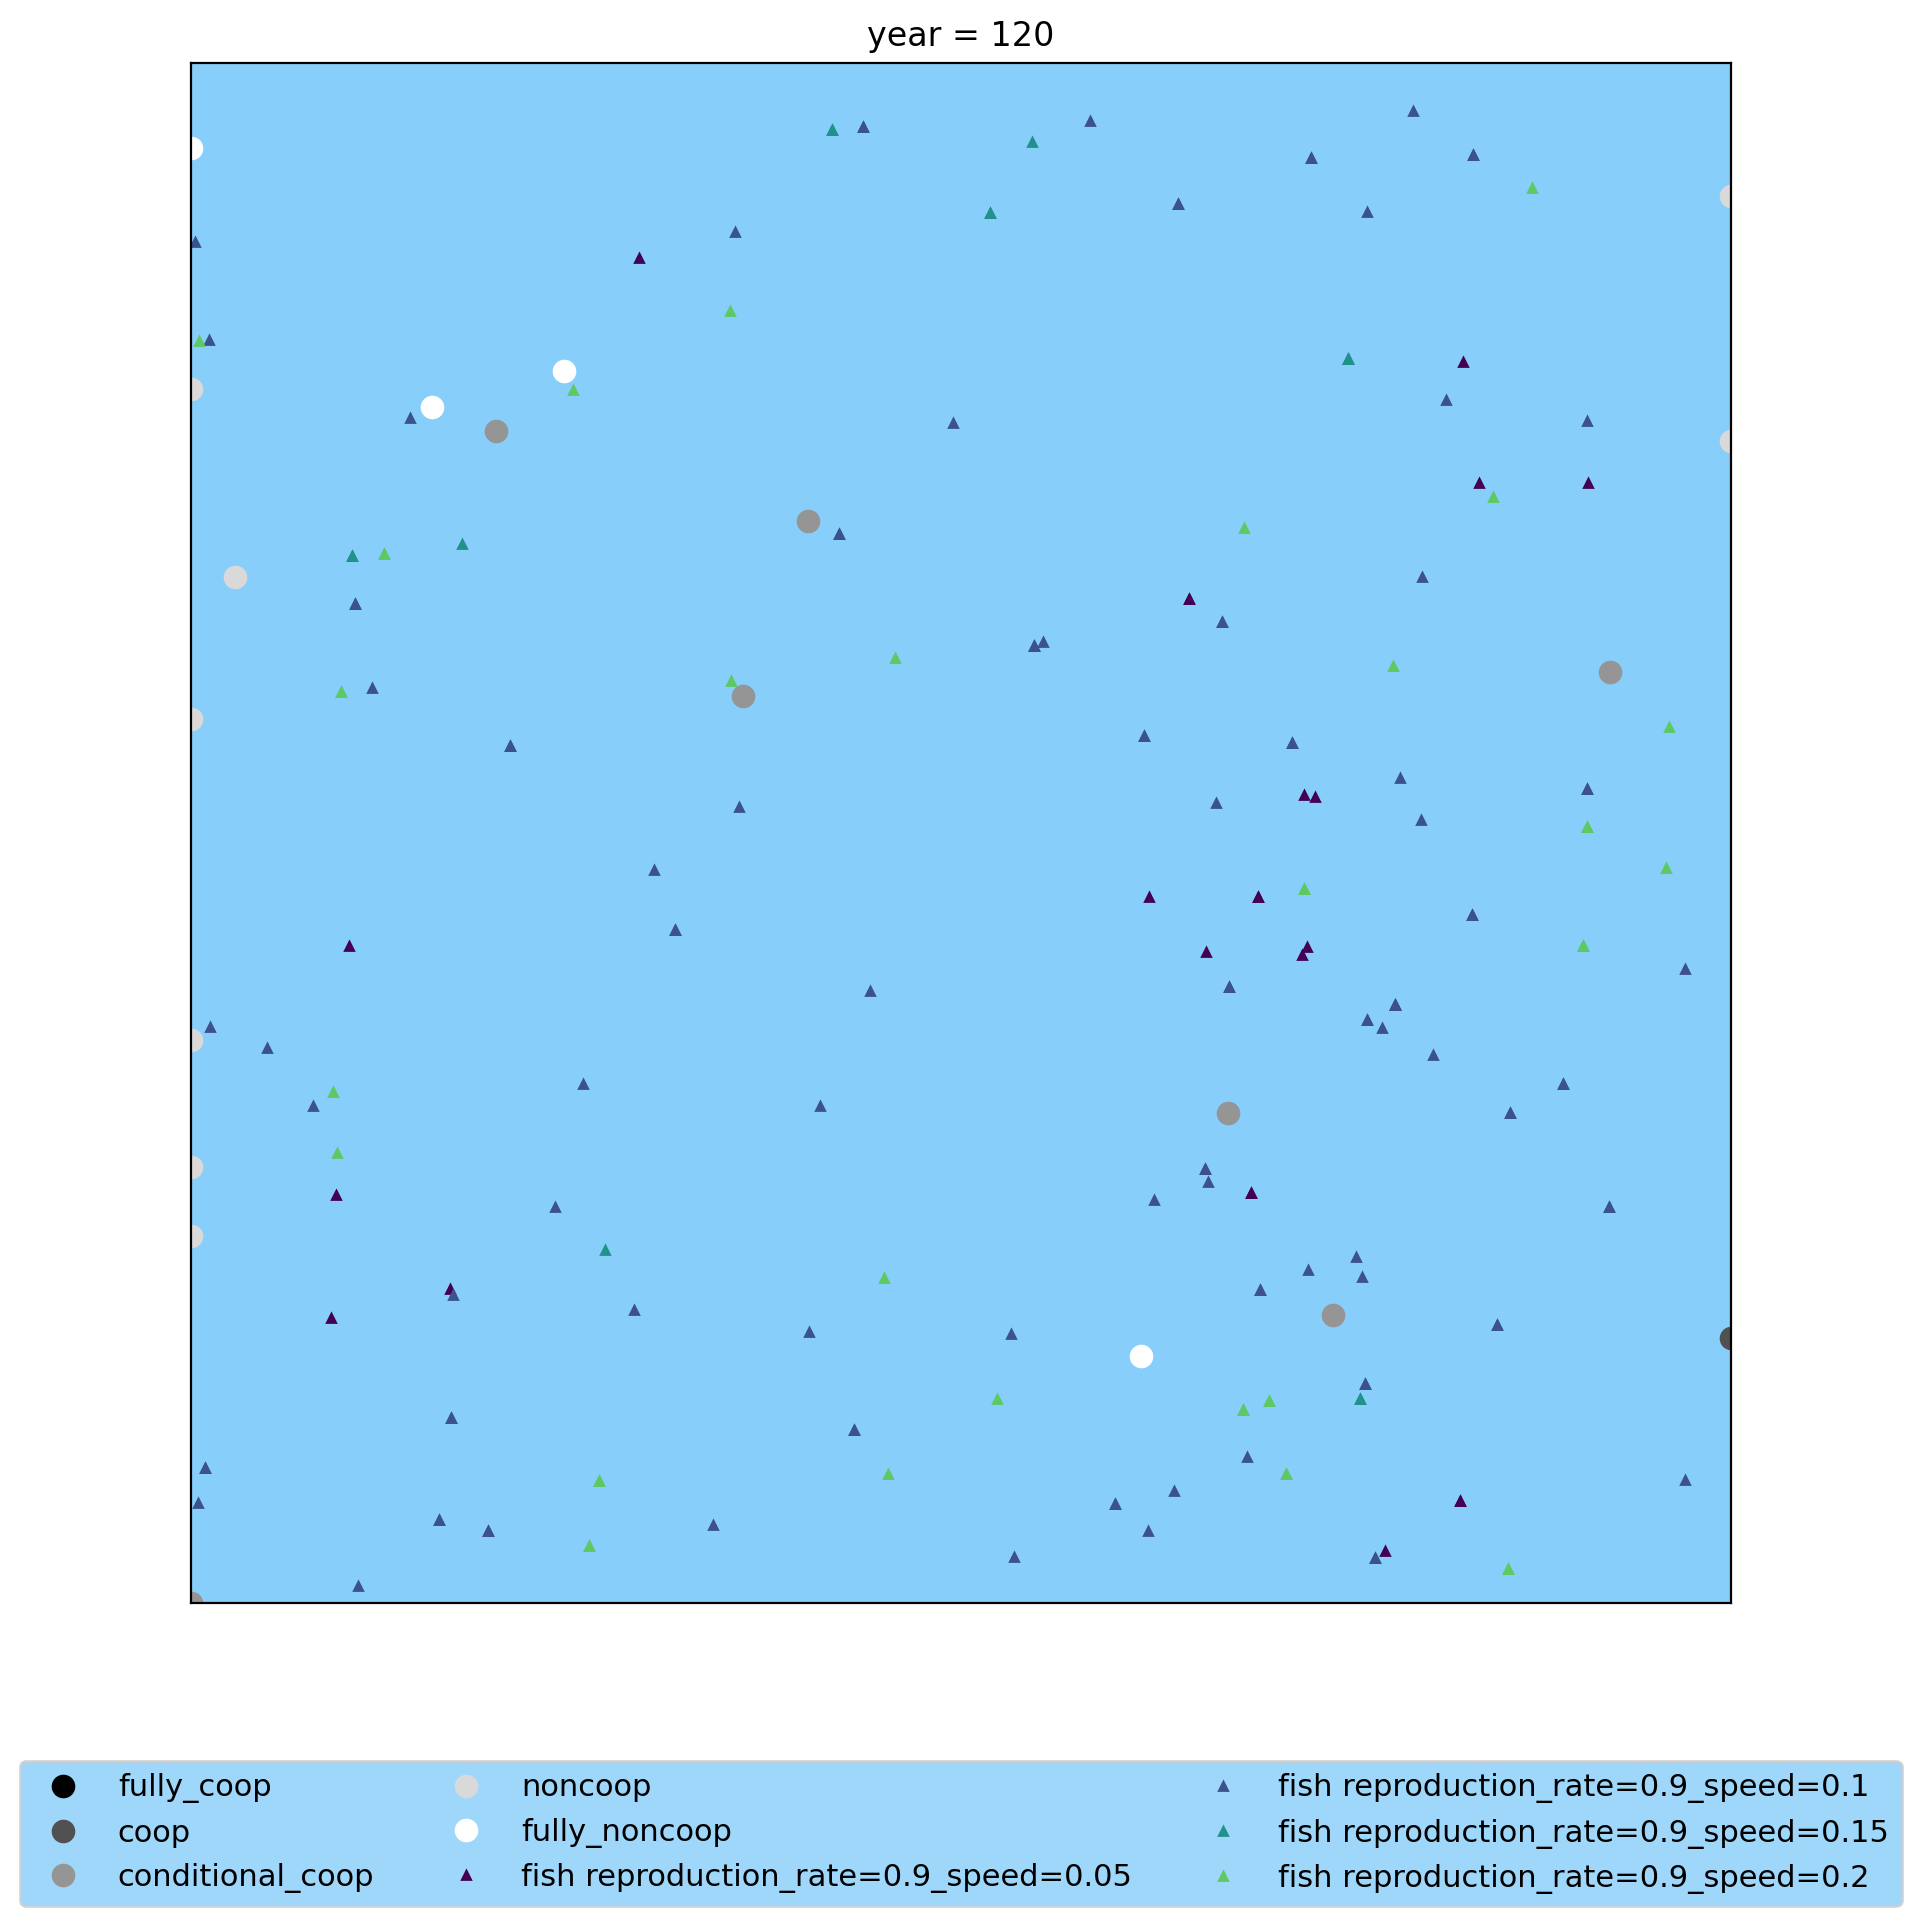 year = 120
fully_coop
coop
conditional_coop
noncoop
fully_noncoop
fish reproduction_rate=0.9_speed=0.05
fish reproduction_rate=0.9_speed=0.1
fish reproduction_rate=0.9_speed=0.15
fish reproduction_rate=0.9_speed=0.2